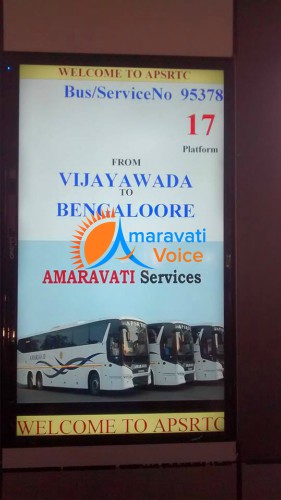 WELCOME TO APSRTC
Bus/ServiceNo 95378
17
Platform
FROM
VIJAYAWADA
TO
BENGALOORE
Amaravati
Voice
AMARAVATI Services
WELCOME TO APSRTC